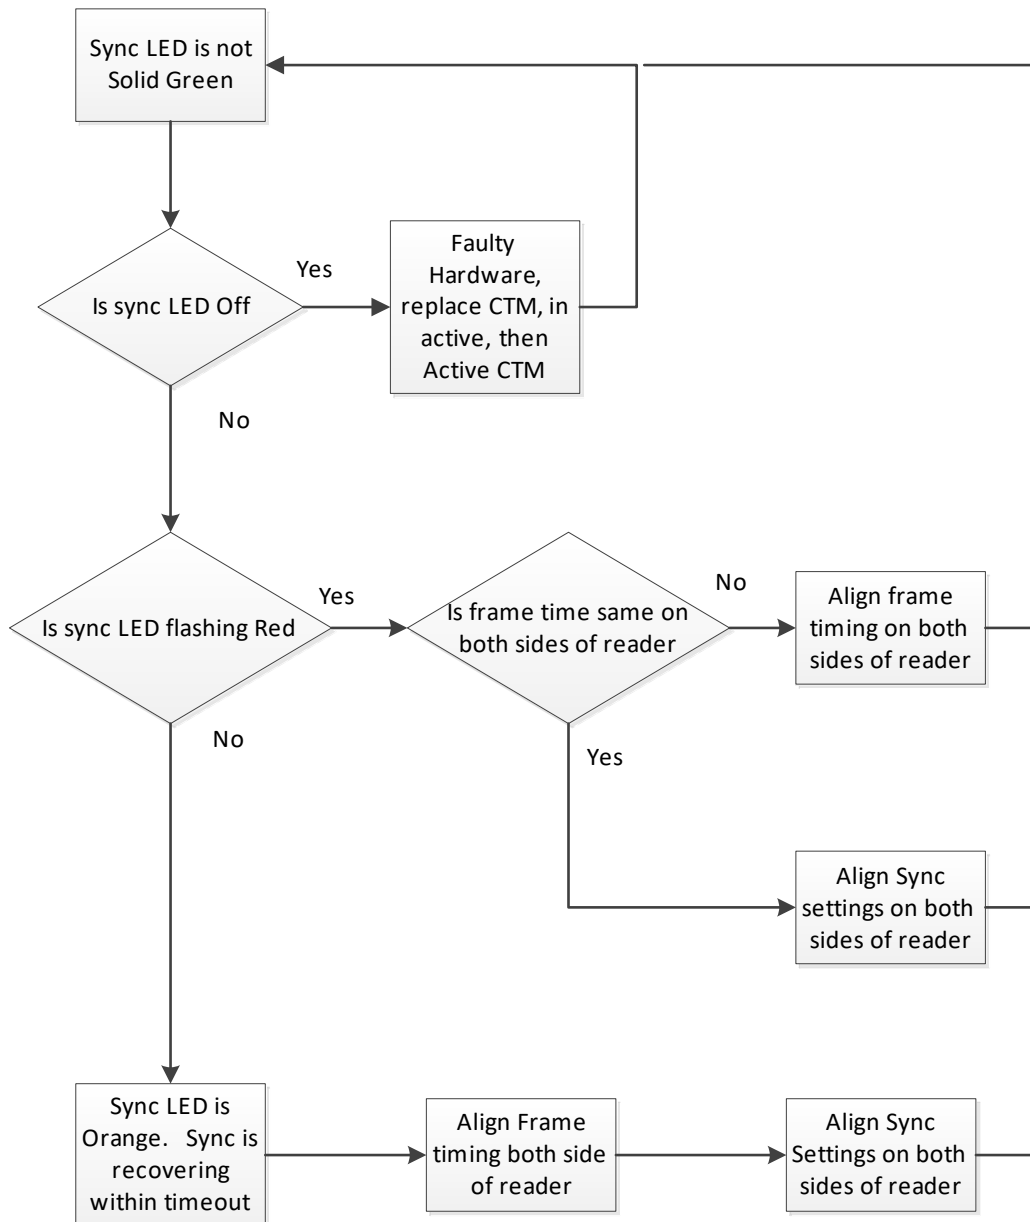 Sync LED is not
Solid Green
Is sync LED Off
Yes
Faulty
Hardware,
replace CTM, in
active, then
Active CTM
No
Is sync LED flashing Red
Yes
Is frame time same on
both sides of reader
No
Align frame
timing on both
sides of reader
No
Yes
Align Sync
settings on both
sides of reader
Sync LED is
Orange.   Sync is
recovering
within timeout
Align Frame
timing both side
of reader
Align Sync
Settings on both
sides of reader